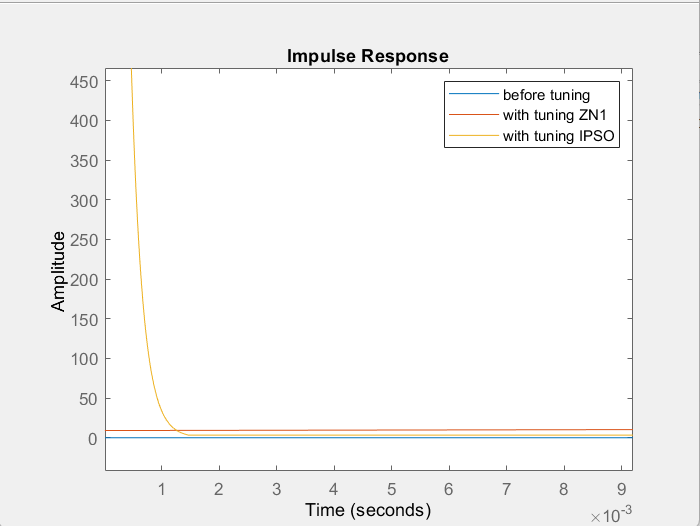 Impulse Response
before tuning
with tuning ZN1
with tuning IPSO
Amplitude
450
400
350
300
250
200
150
100
50
0
1 2 3 4 5 6 7 8 9
Time (seconds)
×10⁻³